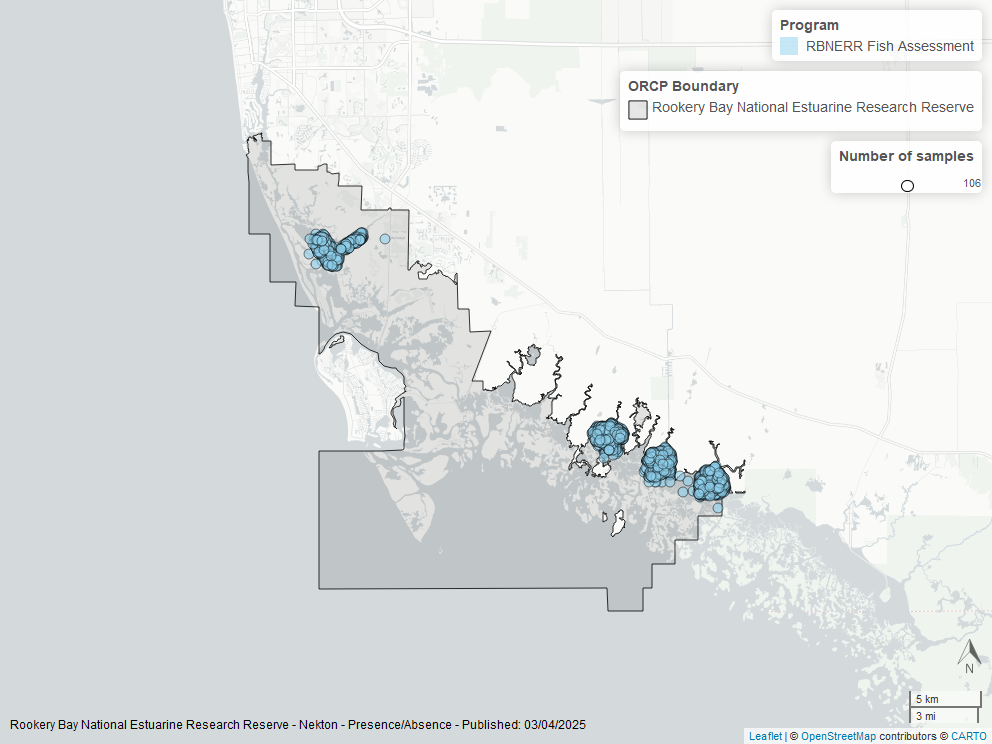 Program
RBNERR Fish Assessment
ORCP Boundary
Rookery Bay National Estuarine Research Reserve
Number of samples
106
N
5 km
3 mi
Rookery Bay National Estuarine Research Reserve - Nekton - Presence/Absence - Published: 03/04/2025
Leaflet | © OpenStreetMap contributors © CARTO